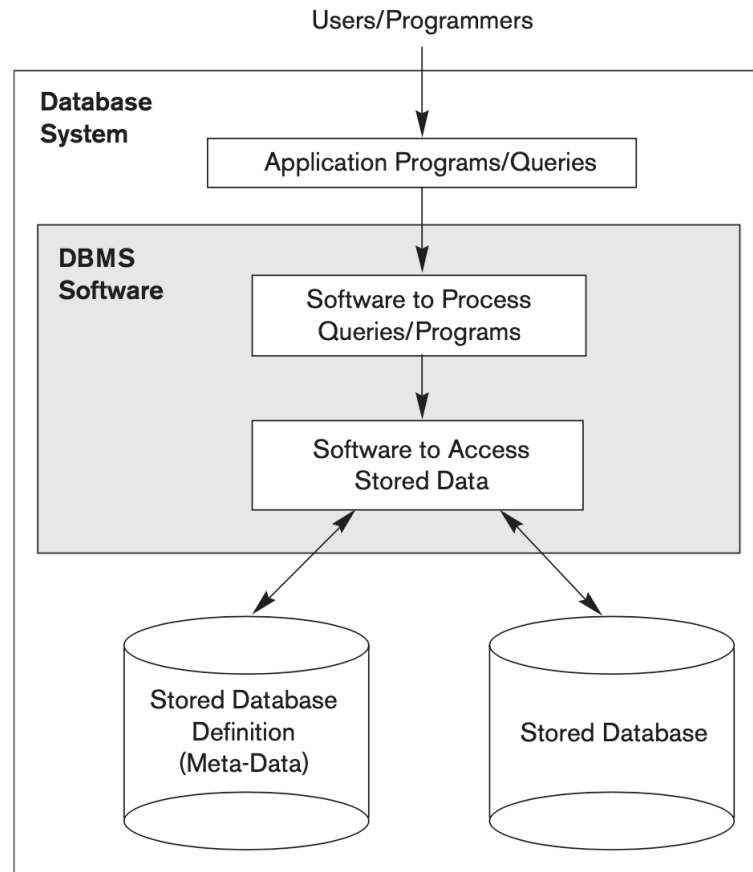 Users/Programmers
Database
System
Application Programs/Queries
DBMS
Software
Software to Process
Queries/Programs
Software to Access
Stored Data
Stored Database
Definition
(Meta-Data)
Stored Database